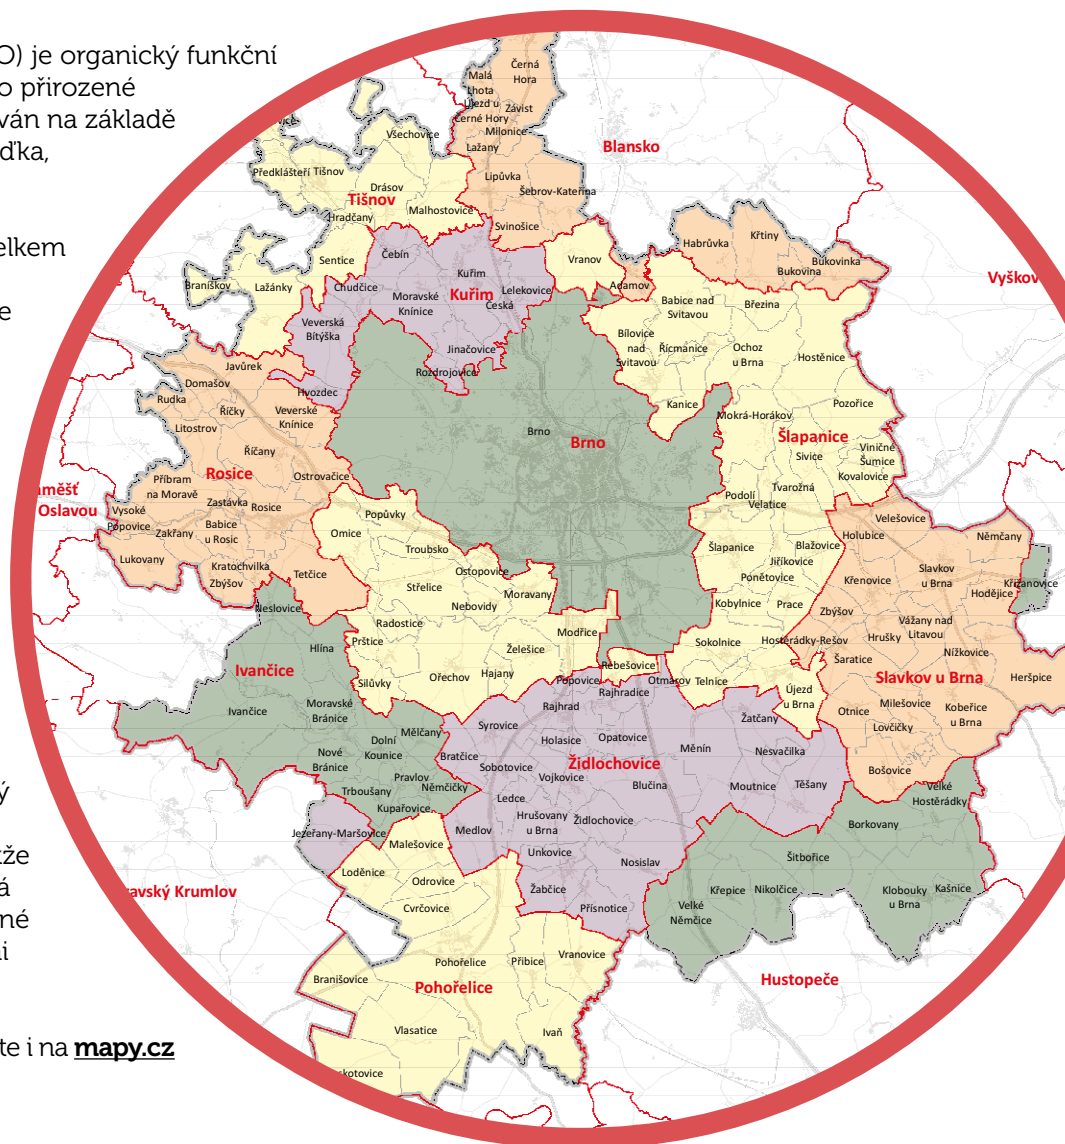 O) je organický funkční
o přirozené
ván na základě
ďka,
elkem
e
ý
že
á
né
i
te i na mapy.cz
Černá
Hora
Malá
Lhota
Újezd u
Černé Hory
Závist
Milonice
Lažany
Lipůvka
Šebrov-Kateřina
Svinošice
Blansko
Všechovice
Předklášteří
Tišnov
Drásov
Tišnov
Hradčany
Malhostovice
Sentice
Braníškov
Lažánky
Čebín
Chudčice
Kuřim
Kuřim
Lelekovice
Moravské
Knínice
Česká
Veverská
Bítýška
Jinačovice
Rozdrojovice
Hvozdec
Vranov
Adamov
Habrůvka
Křtiny
Bukovinka
Bukovina
Vyškov
Babice nad
Svitavou
Březina
Bílovice
nad
Svitavou
Řícmanice
Ochoz
u Brna
Hostěnice
Kanice
Mokrá-Horákov
Pozořice
Šlapanice
Sivice
Viničné
Šumice
Kovalovice
Tvarožná
Podolí
Velatice
Javůrek
Domašov
Rudka
Říčky
Veverské
Knínice
Litostrov
Říčany
Rosice
Ostrovačice
Příbram
na Moravě
Zastávka
Rosice
Vysoké
Popovice
Zakřany
Babice
u Rosic
Lukovany
Kratochvilka
Zbýšov
Tetčice
aměšť
Oslavou
Brno
Brno
Popůvky
Omice
Troubsko
Ostopovice
Střelice
Moravany
Nebovidy
Radostice
Modřice
Prštice
Želešice
Silůvky
Ořechov
Hajany
Šlapanice
Blažovice
Jiříkovice
Ponětovice
Kobylnice
Prace
Sokolnice
Hostěrádky-Rešov
Rebešovice
Otmarov
Telnice
Újezd
u Brna
Velešovice
Holubice
Němčany
Slavkov
u Brna
Křenovice
Křižanovice
Hodějice
Zbýšov
Vážany nad
Litavou
Hrušky
Nížkovice
Šaratice
Slavkov u Brna
Heršpice
Otnice
Milešovice
Kobeřice
u Brna
Lovčičky
Bošovice
Neslovice
Hlína
Ivančice
Ivančice
Moravské
Bránice
Mělčany
Dolní
Kounice
Nové
Bránice
Pravlov
Trboušany
Němčičky
Kupařovice
Jezeřany-Maršovice
Popovice
Rajhrad
Rajhradice
Syrovice
Žatčany
Holasice
Opatovice
Bratčice
Měnín
Nesvačilka
Sobotovice
Židlochovice
Vojkovice
Blučina
Moutnice
Těšany
Ledce
Hrušovany
u Brna
Židlochovice
Medlov
Unkovice
Nosislav
Žabčice
Přísnotice
Velké
Hostěrádky
Borkovany
Šitbořice
Křepice
Nikolčice
Klobouky
u Brna
Kašnice
Velké
Němčice
Hustopeče
ravský Krumlov
Malešovice
Loděnice
Odrovice
Cvrčovice
Pohořelice
Přibice
Vranovice
Branišovice
Pohořelice
Vlasatice
Ivaň
skotovice